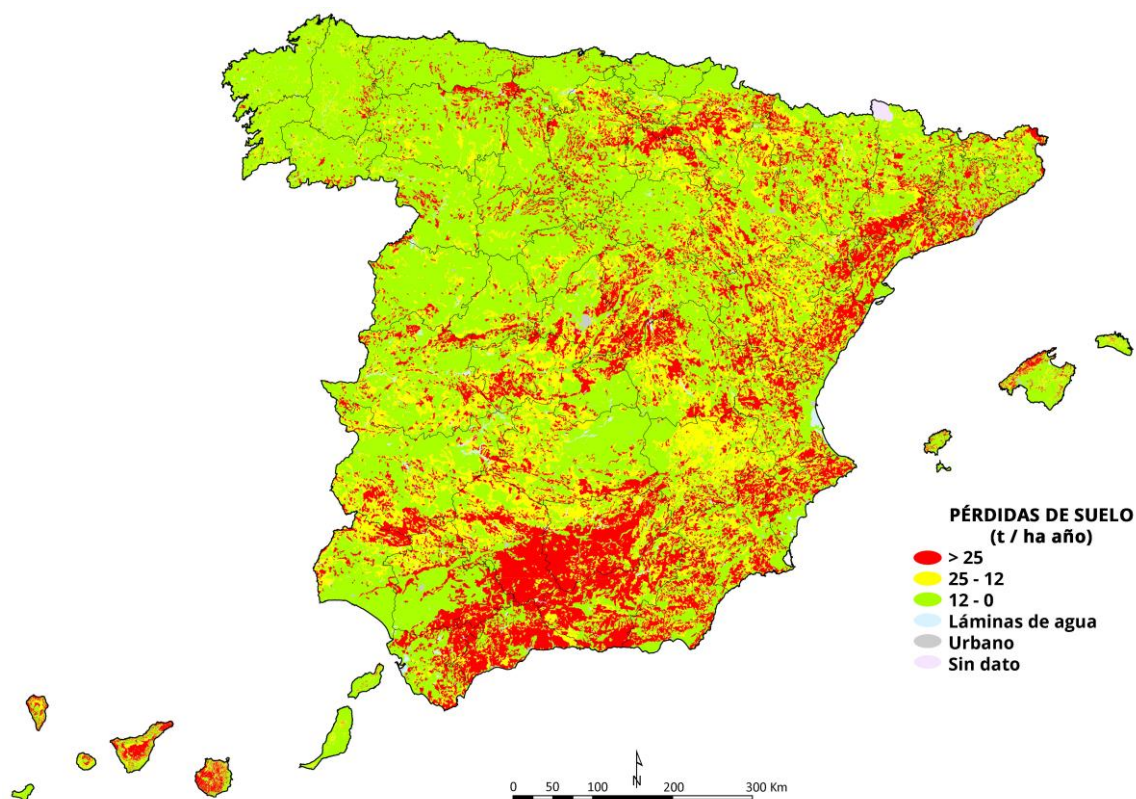 PÉRDIDAS DE SUELO
(t / ha año)
> 25
25 - 12
12 - 0
Láminas de agua
Urbano
Sin dato
N
0 50 100 200 300 Km